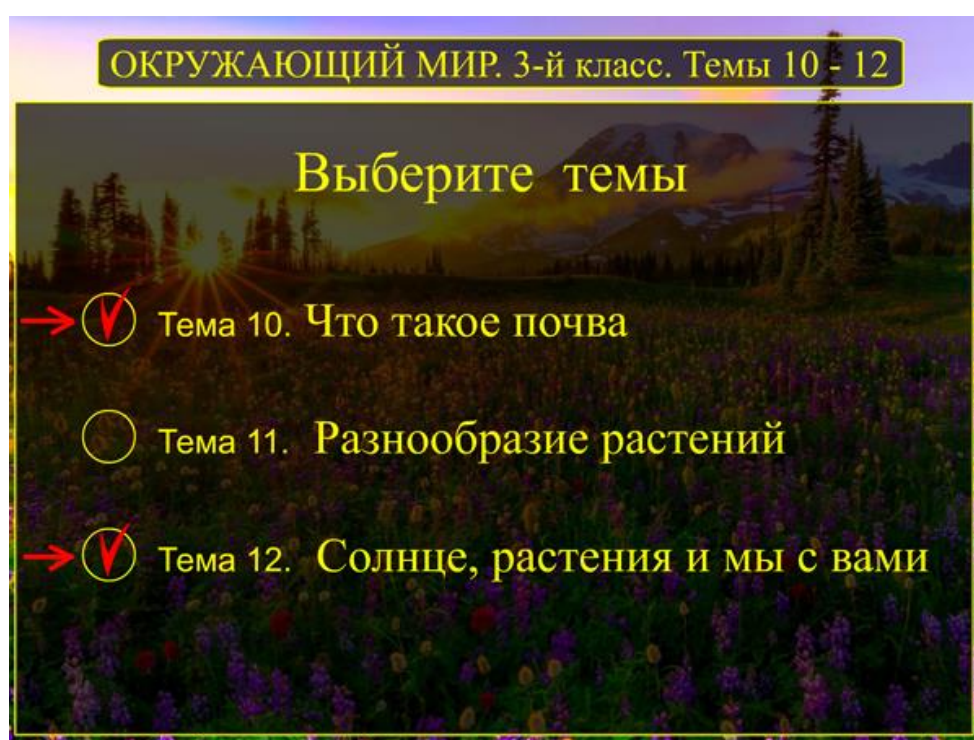 ОКРУЖАЮЩИЙ МИР. 3-й класс. Темы 10 - 12
Выберите темы
Тема 10. Что такое почва
Тема 11. Разнообразие растений
Тема 12. Солнце, растения и мы с вами